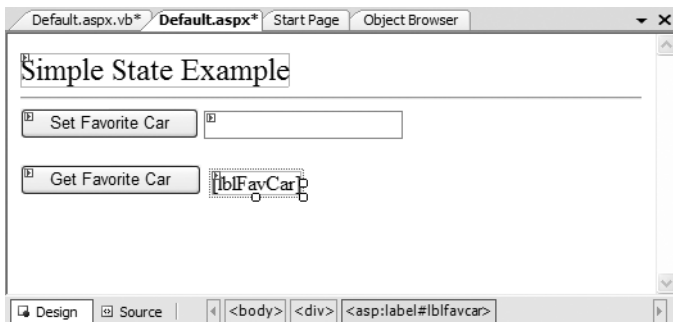 Default.aspx.vb* Default.aspx* Start Page Object Browser
Simple State Example
Set Favorite Car
Get Favorite Car [lblFavCar]
Design Source <body> <div> <asp:label#lblfavcar>